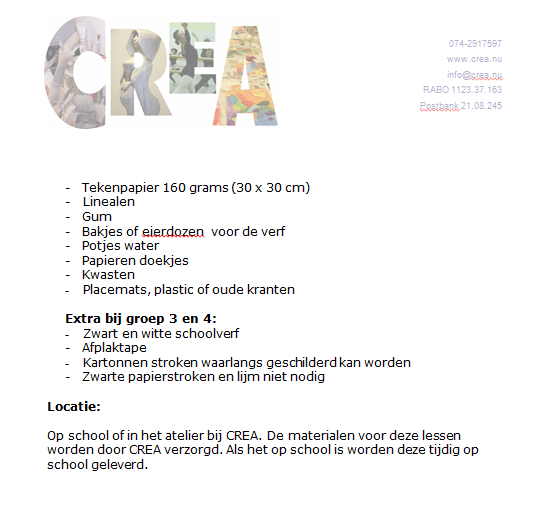 CREA
074-2917597
www.crea.nu
info@crea.nu
RABO 1123.37.163
Postbank.21.08.245
- Tekenpapier 160 grams (30 x 30 cm)
- Linealen
- Gum
- Bakjes of eierdozen voor de verf
- Potjes water
- Papieren doekjes
- Kwasten
- Placemats, plastic of oude kranten
Extra bij groep 3 en 4:
- Zwart en witte schoolverf
- Afplaktape
- Kartonnen stroken waarlangs geschilderd kan worden
- Zwarte papierstroken en lijm niet nodig
Locatie:
Op school of in het atelier bij CREA. De materialen voor deze lessen
worden door CREA verzorgd. Als het op school is worden deze tijdig op
school geleverd.